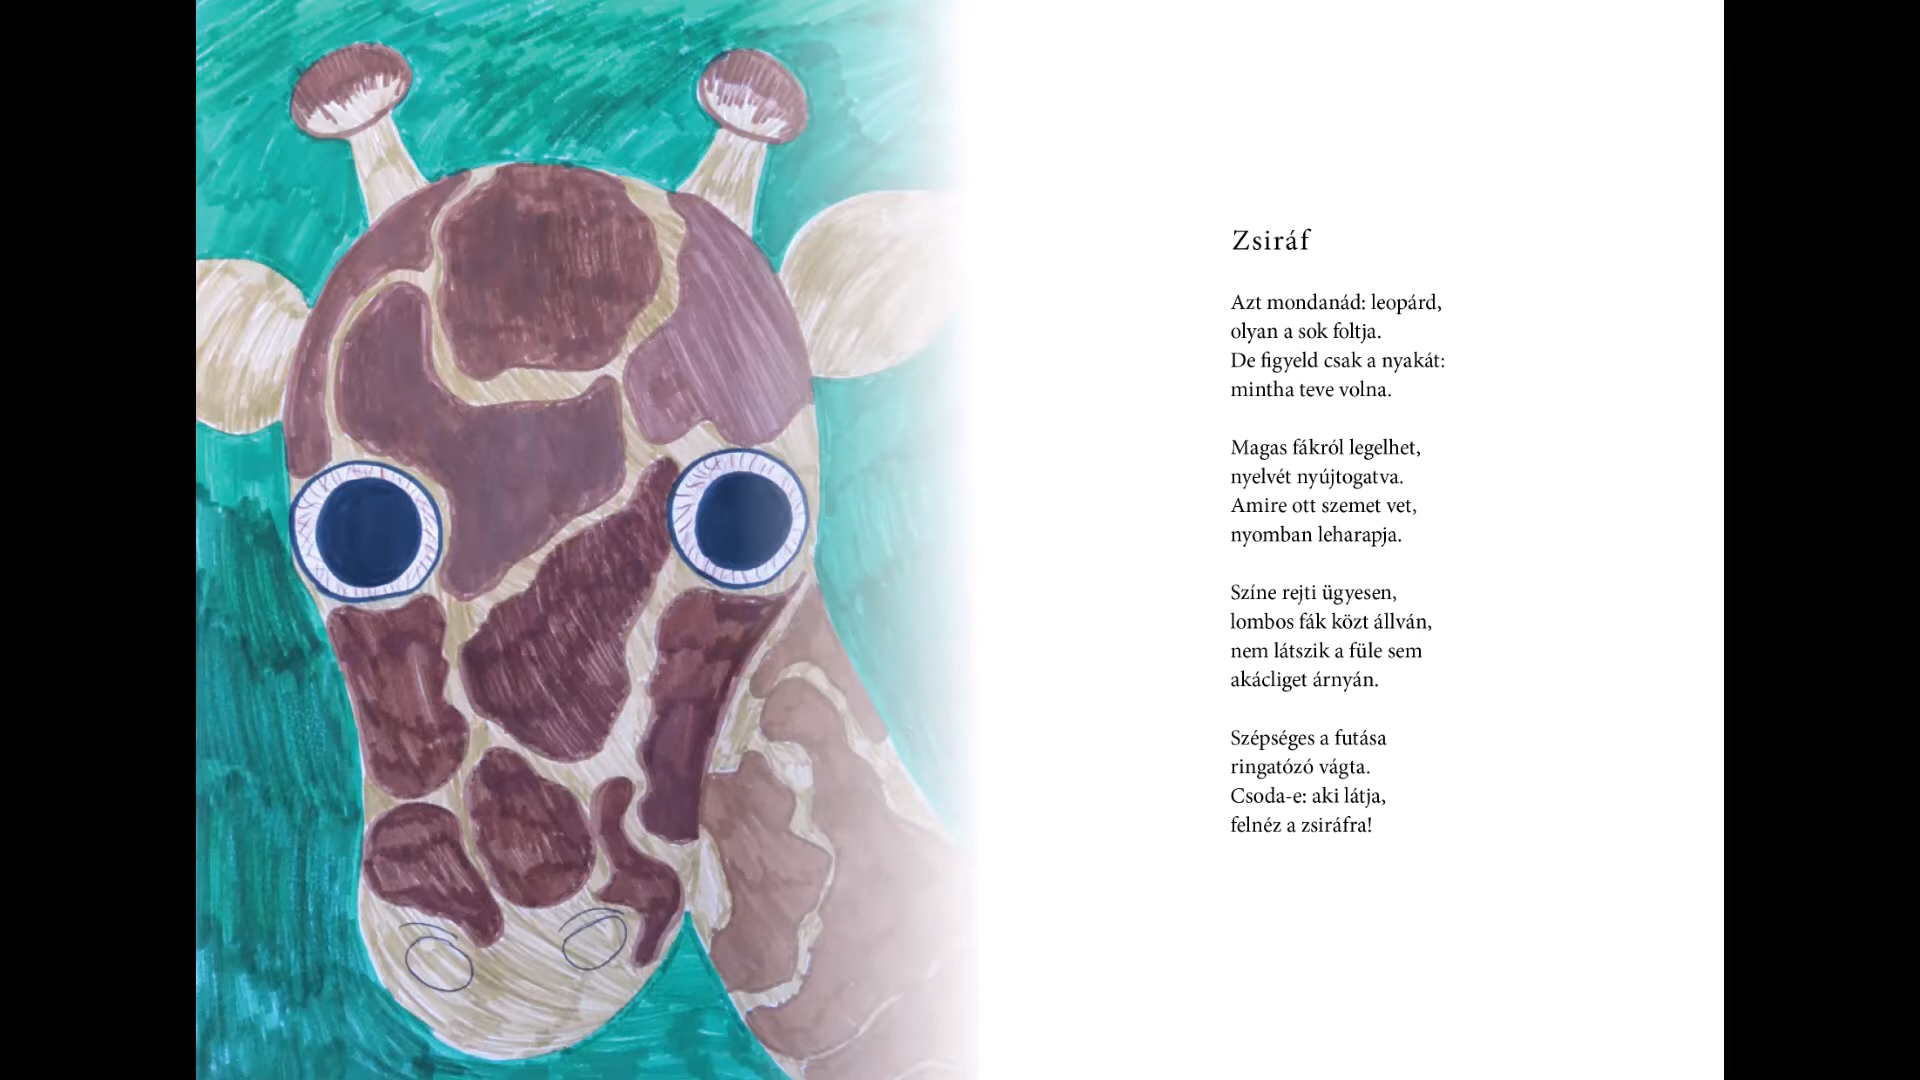 Zsiráf
Azt mondanád: leopárd,
olyan a sok foltja.
De figyeld csak a nyakát:
mintha teve volna.
Magas fákról legelhet,
nyelvét nyújtogatva.
Amire ott szemet vet,
nyomban leharapja.
Színe rejti ügyesen,
lombos fák közt állván,
nem látszik a füle sem
akácliget árnyán.
Szépséges a futása
ringatózó vágta.
Csoda-e: aki látja,
felnéz a zsiráfra!